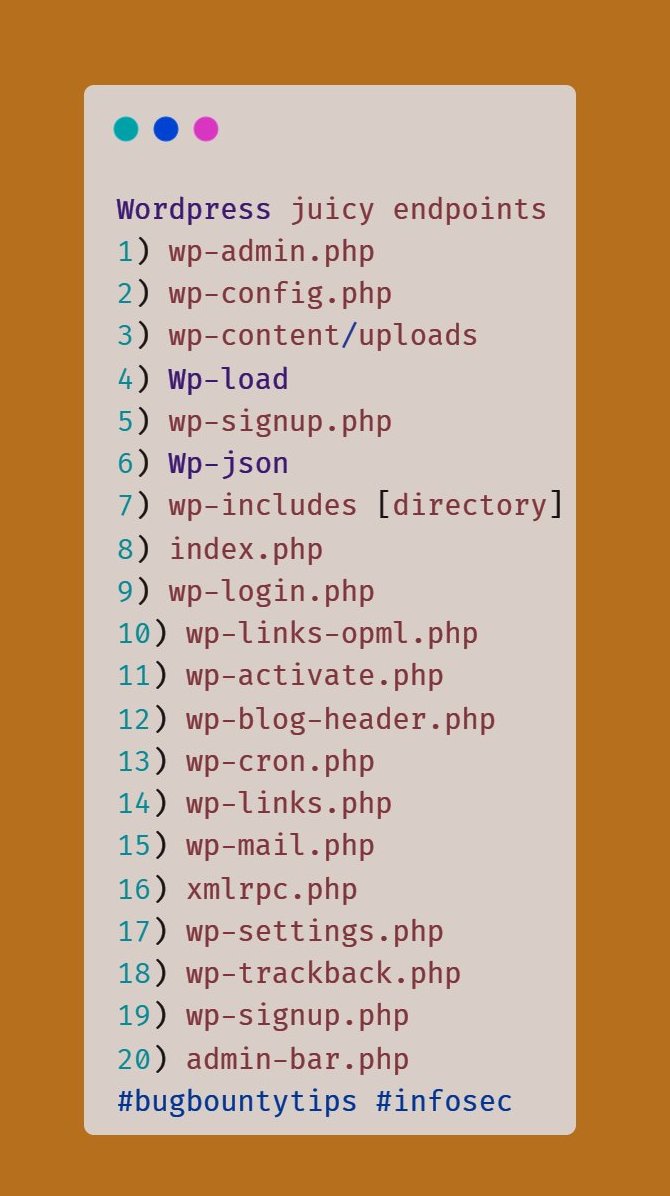 Wordpress juicy endpoints
1) wp-admin.php
2) wp-config.php
3) wp-content/uploads
4) Wp-load
5) wp-signup.php
6) Wp-json
7) wp-includes [directory]
8) index.php
9) wp-login.php
10) wp-links-opml.php
11) wp-activate.php
12) wp-blog-header.php
13) wp-cron.php
14) wp-links.php
15) wp-mail.php
16) xmlrpc.php
17) wp-settings.php
18) wp-trackback.php
19) wp-signup.php
20) admin-bar.php
#bugbountytips #infosec